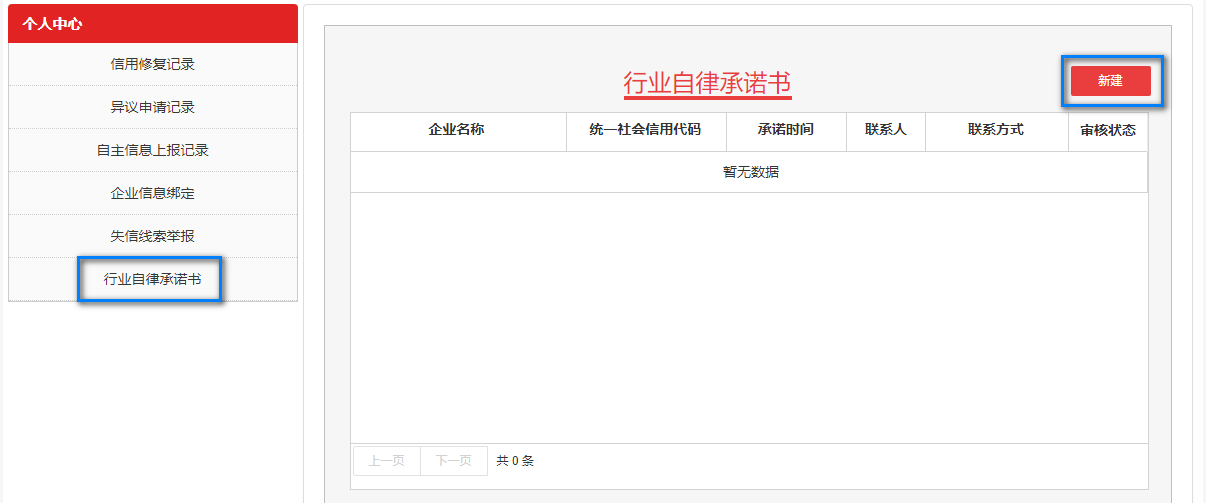 个人中心
信用修复记录
异议申请记录
自主信息上报记录
企业信息绑定
失信线索举报
行业自律承诺书
行业自律承诺书
新建
企业名称 统一社会信用代码 承诺时间 联系人 联系方式 审核状态
暂无数据
上一页 下一页 共 0 条